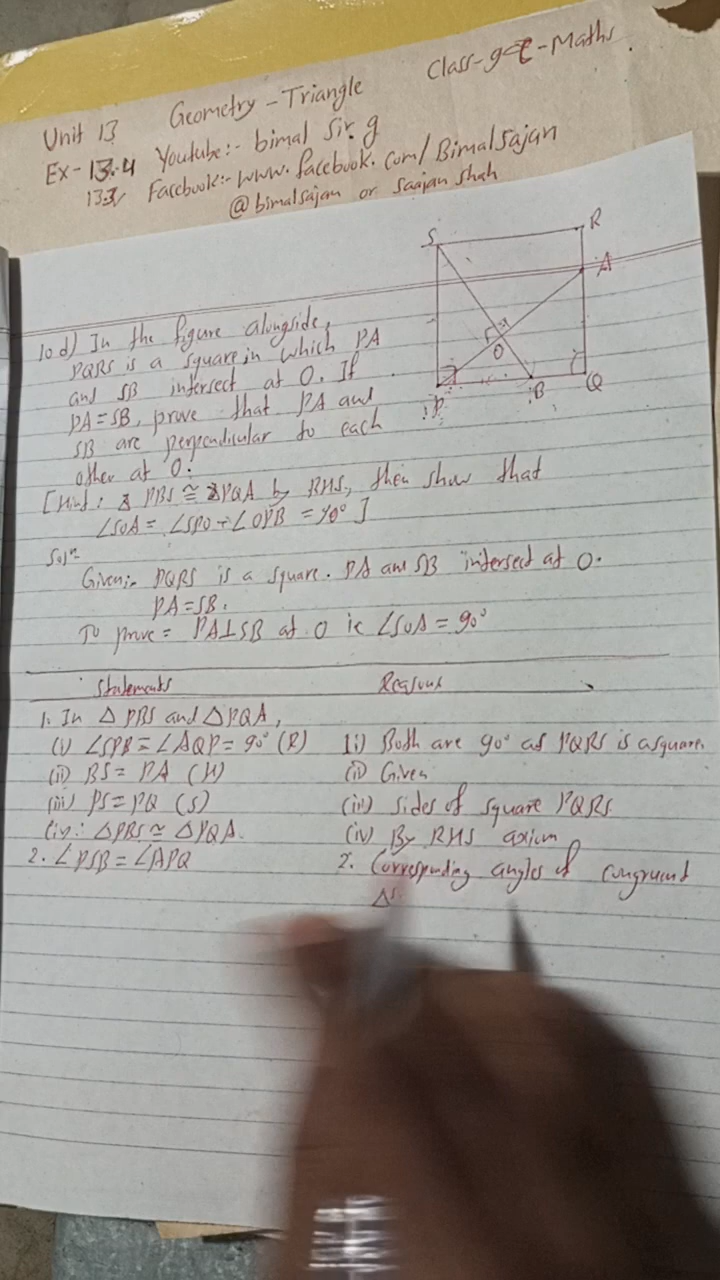 Unit 13 Geometry - Triangle Class-9 - Maths
Ex- 13.4 Youtube:- bimal Sir g
13.3/ Facebook:- www.facebook.com/Bimalsajan
@bimalsajan or Saajan Shah
S R
A
O
P B Q
10.d) In the figure alongside,
PQRS is a square in which PA
and SB intersect at O. If
PA = SB, prove that PA and
SB are perpendicular to each
other at O.
[Hint: △ PBS ≅ △PQA by RHS, then show that
∠SOA = ∠SPO + ∠OPB = 90° ]
Solⁿ
Given:- PQRS is a square. PA and SB intersect at O.
PA = SB.
To prove = PA⊥SB at O ie ∠SOA = 90°
Statements Reasons
1. In △ PBS and △PQA,
(i) ∠SPB = ∠AQP = 90° (R) 1i) Both are 90° as PQRS is a square.
(ii) BS = PA (H) (ii) Given
(iii) PS = PQ (S) (iii) Sides of square PQRS
(iv) ∴ △PBS ≅ △PQA. (iv) By RHS axiom
2. ∠PSB = ∠APQ 2. Corresponding angles of congruent
△s.